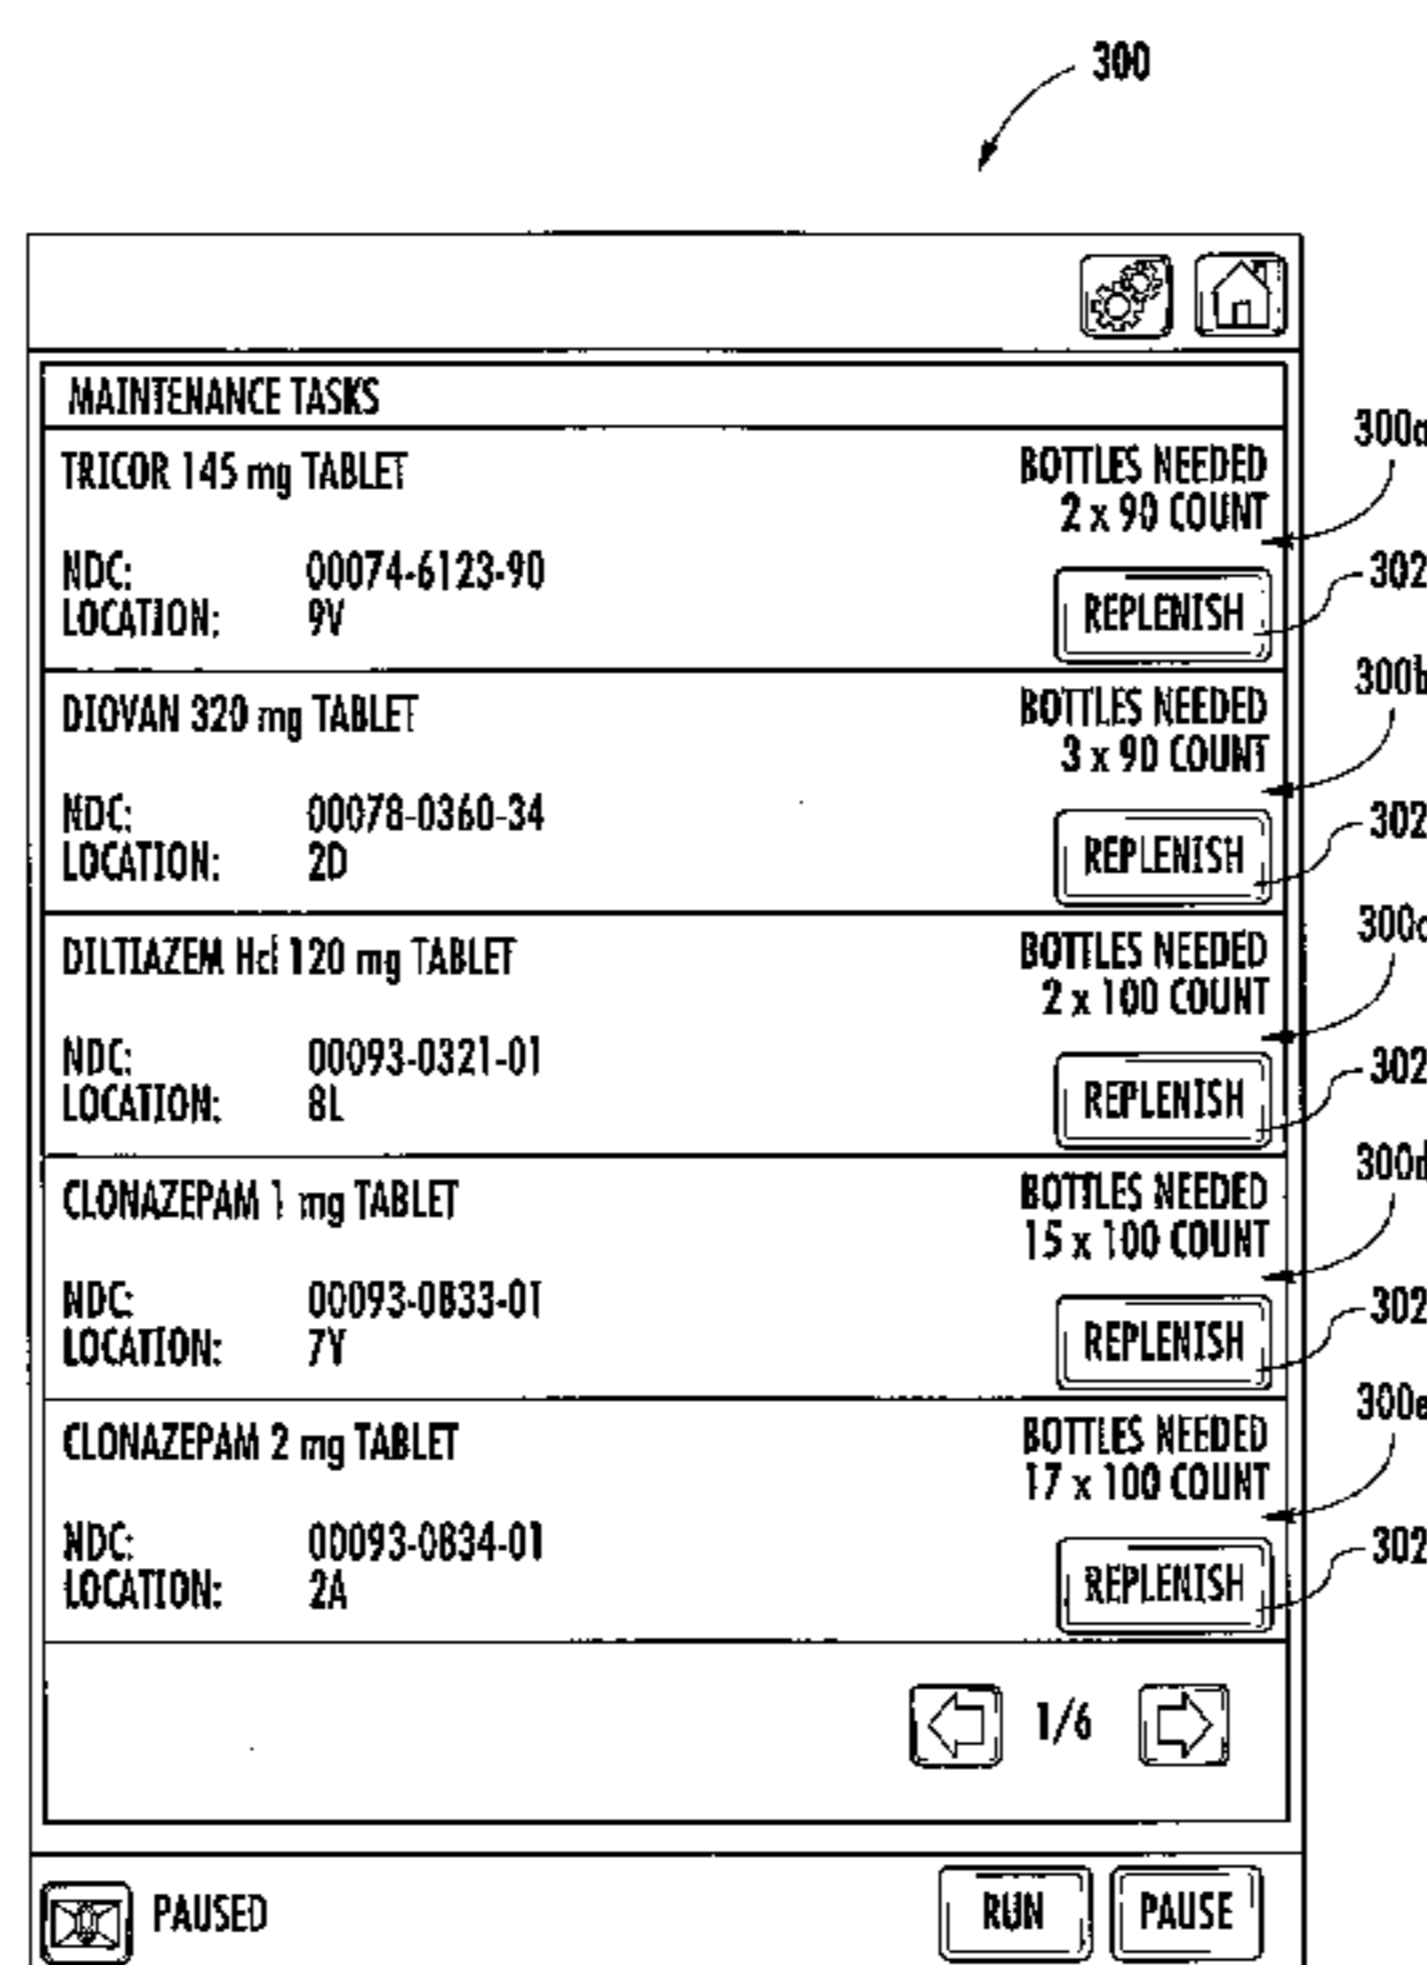 300
MAINTENANCE TASKS
TRICOR 145 mg TABLET
BOTTLES NEEDED
2 x 90 COUNT
300a
NDC: 00074-6123-90
LOCATION: 9V
REPLENISH
302
DIOVAN 320 mg TABLET
BOTTLES NEEDED
3 x 90 COUNT
300b
NDC: 00078-0360-34
LOCATION: 2D
REPLENISH
302
DILTIAZEM Hcl 120 mg TABLET
BOTTLES NEEDED
2 x 100 COUNT
300c
NDC: 00093-0321-01
LOCATION: 8L
REPLENISH
302
CLONAZEPAM 1 mg TABLET
BOTTLES NEEDED
15 x 100 COUNT
300d
NDC: 00093-0833-01
LOCATION: 7Y
REPLENISH
302
CLONAZEPAM 2 mg TABLET
BOTTLES NEEDED
17 x 100 COUNT
300e
NDC: 00093-0834-01
LOCATION: 2A
REPLENISH
302
1/6
PAUSED
RUN
PAUSE